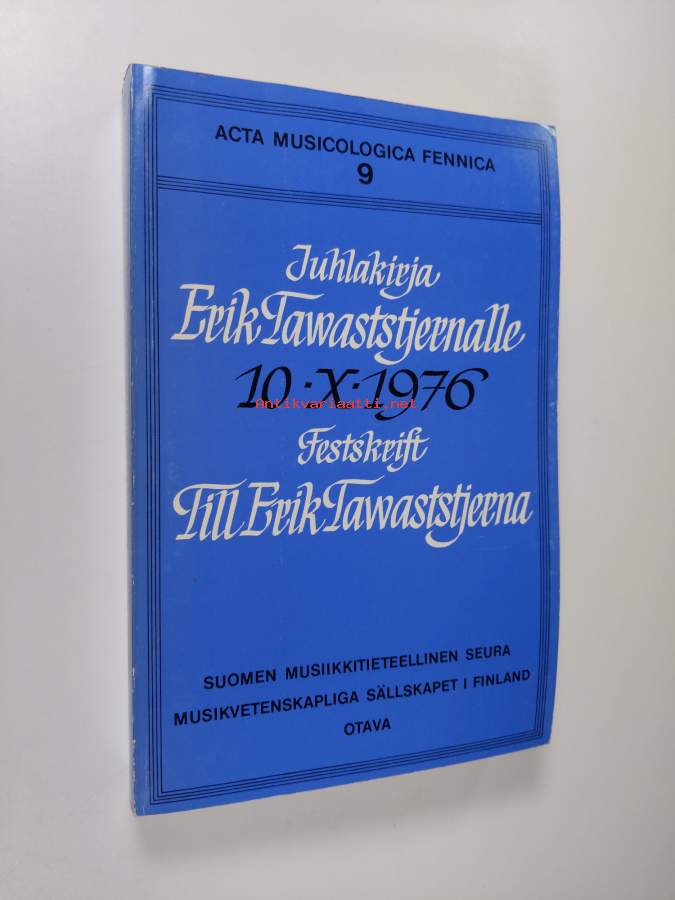 ACTA MUSICOLOGICA FENNICA
9
Juhlakirja
Erik Tawaststjernalle
10·X·1976
Antikvariaatti.net
Festskrift
Till Erik Tawaststjerna
SUOMEN MUSIIKKITIETEELLINEN SEURA
MUSIKVETENSKAPLIGA SÄLLSKAPET I FINLAND
OTAVA